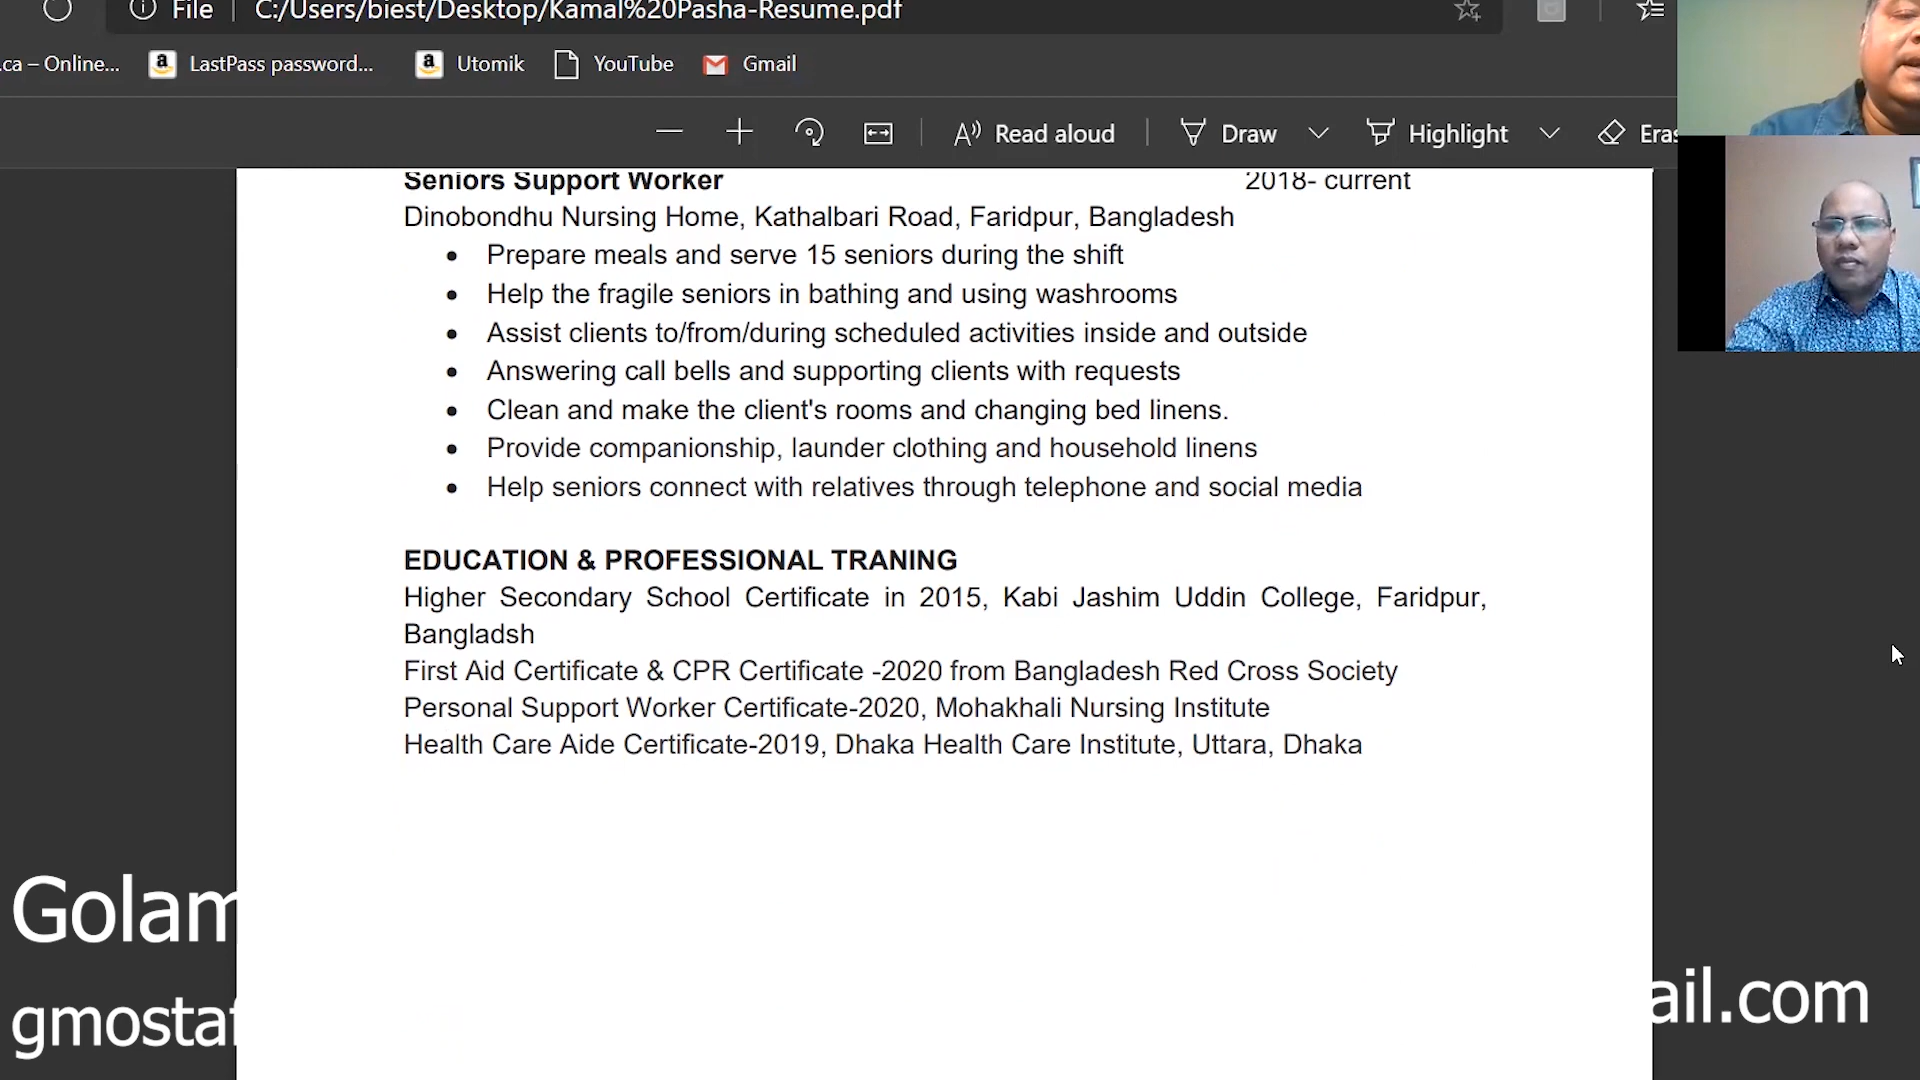 File C:/Users/biest/Desktop/Kamal%20Pasha-Resume.pdf
.ca – Online... LastPass password... Utomik YouTube Gmail
Read aloud Draw Highlight Eras
Seniors Support Worker 2018- current
Dinobondhu Nursing Home, Kathalbari Road, Faridpur, Bangladesh
• Prepare meals and serve 15 seniors during the shift
• Help the fragile seniors in bathing and using washrooms
• Assist clients to/from/during scheduled activities inside and outside
• Answering call bells and supporting clients with requests
• Clean and make the client's rooms and changing bed linens.
• Provide companionship, launder clothing and household linens
• Help seniors connect with relatives through telephone and social media
EDUCATION & PROFESSIONAL TRANING
Higher Secondary School Certificate in 2015, Kabi Jashim Uddin College, Faridpur,
Bangladsh
First Aid Certificate & CPR Certificate -2020 from Bangladesh Red Cross Society
Personal Support Worker Certificate-2020, Mohakhali Nursing Institute
Health Care Aide Certificate-2019, Dhaka Health Care Institute, Uttara, Dhaka
Golam
gmostaf ail.com